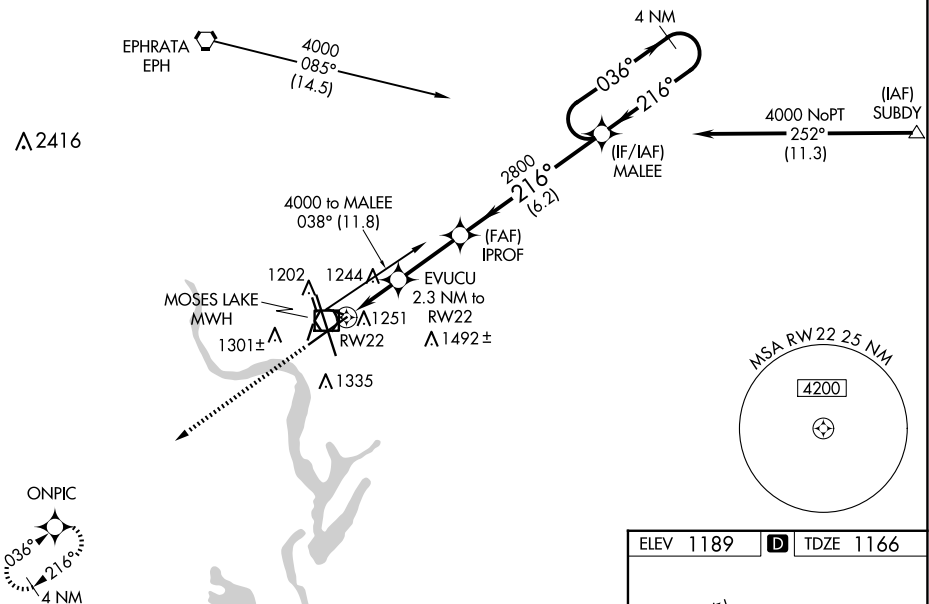 4 NM
EPHRATA
EPH
4000
085°
(14.5)
036°
216°
(IAF)
SUBDY
4000 NoPT
252°
(11.3)
2416
(IF/IAF)
MALEE
2800
216°
(6.2)
4000 to MALEE
038° (11.8)
(FAF)
IPROF
1202
1244
EVUCU
2.3 NM to
RW22
MOSES LAKE
MWH
1251
RW22
1301±
1492±
1335
MSA RW22 25 NM
4200
ONPIC
036°
216°
4 NM
ELEV 1189
D
TDZE 1166